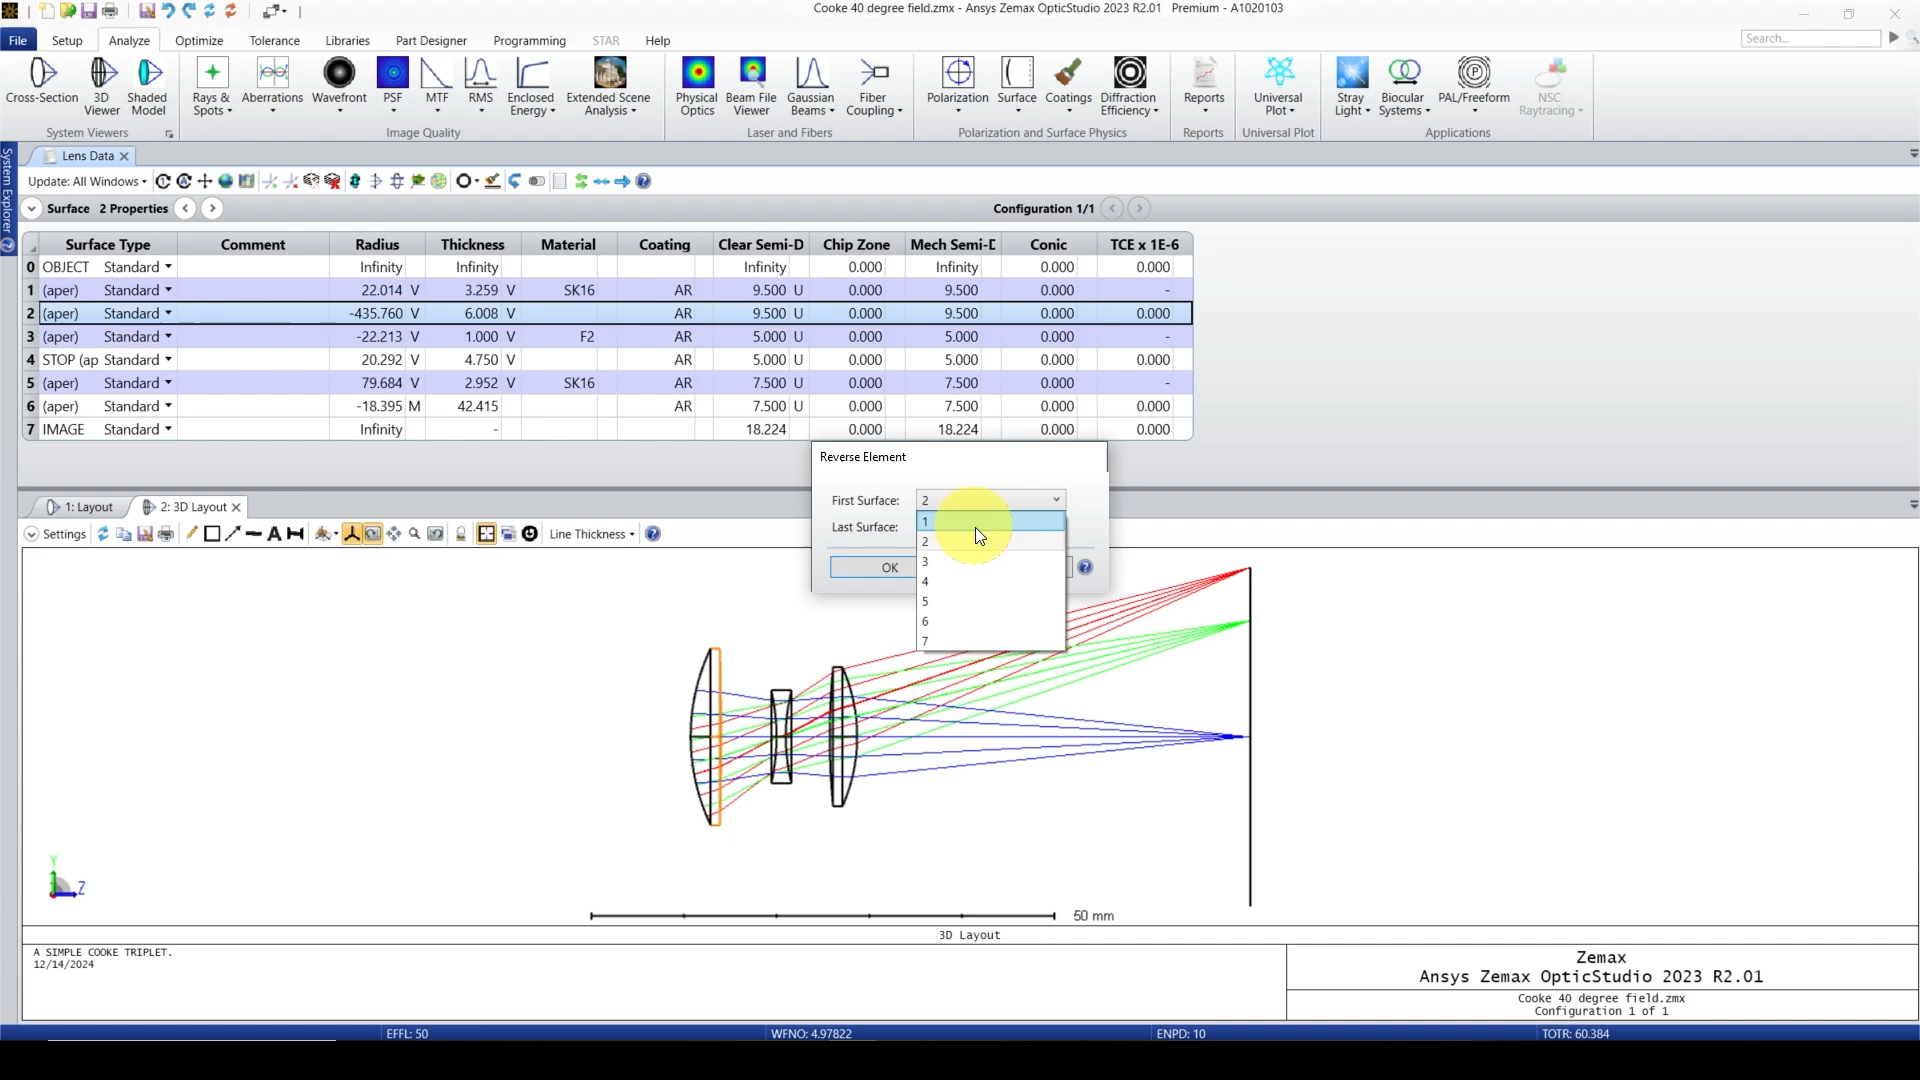 Cooke 40 degree field.zmx - Ansys Zemax OpticStudio 2023 R2.01 Premium - A1020103
File Setup Analyze Optimize Tolerance Libraries Part Designer Programming STAR Help Search...
Cross-Section 3D Viewer Shaded Model Rays & Spots Aberrations Wavefront PSF MTF RMS Enclosed Energy Extended Scene Analysis Physical Optics Beam File Viewer Gaussian Beams Fiber Coupling Polarization Surface Coatings Diffraction Efficiency Reports Universal Plot Stray Light Biocular Systems PAL/Freeform NSC Raytracing
System Viewers Image Quality Laser and Fibers Polarization and Surface Physics Reports Universal Plot Applications
System Explorer
Lens Data
Update: All Windows
Surface 2 Properties Configuration 1/1
Surface Type Comment Radius Thickness Material Coating Clear Semi-D Chip Zone Mech Semi-D Conic TCE x 1E-6
0 OBJECT Standard Infinity Infinity Infinity 0.000 Infinity 0.000 0.000
1 (aper) Standard 22.014 V 3.259 V SK16 AR 9.500 U 0.000 9.500 0.000 -
2 (aper) Standard -435.760 V 6.008 V AR 9.500 U 0.000 9.500 0.000 0.000
3 (aper) Standard -22.213 V 1.000 V F2 AR 5.000 U 0.000 5.000 0.000 -
4 STOP (ap Standard 20.292 V 4.750 V AR 5.000 U 0.000 5.000 0.000 0.000
5 (aper) Standard 79.684 V 2.952 V SK16 AR 7.500 U 0.000 7.500 0.000 -
6 (aper) Standard -18.395 M 42.415 AR 7.500 U 0.000 7.500 0.000 0.000
7 IMAGE Standard Infinity - 18.224 0.000 18.224 0.000 0.000
Reverse Element
First Surface: 2
Last Surface:
OK
1
2
3
4
5
6
7
1: Layout 2: 3D Layout
Settings Line Thickness
Y
Z
50 mm
3D Layout
A SIMPLE COOKE TRIPLET.
12/14/2024
Zemax
Ansys Zemax OpticStudio 2023 R2.01
Cooke 40 degree field.zmx
Configuration 1 of 1
EFFL: 50 WFNO: 4.97822 ENPD: 10 TOTR: 60.384